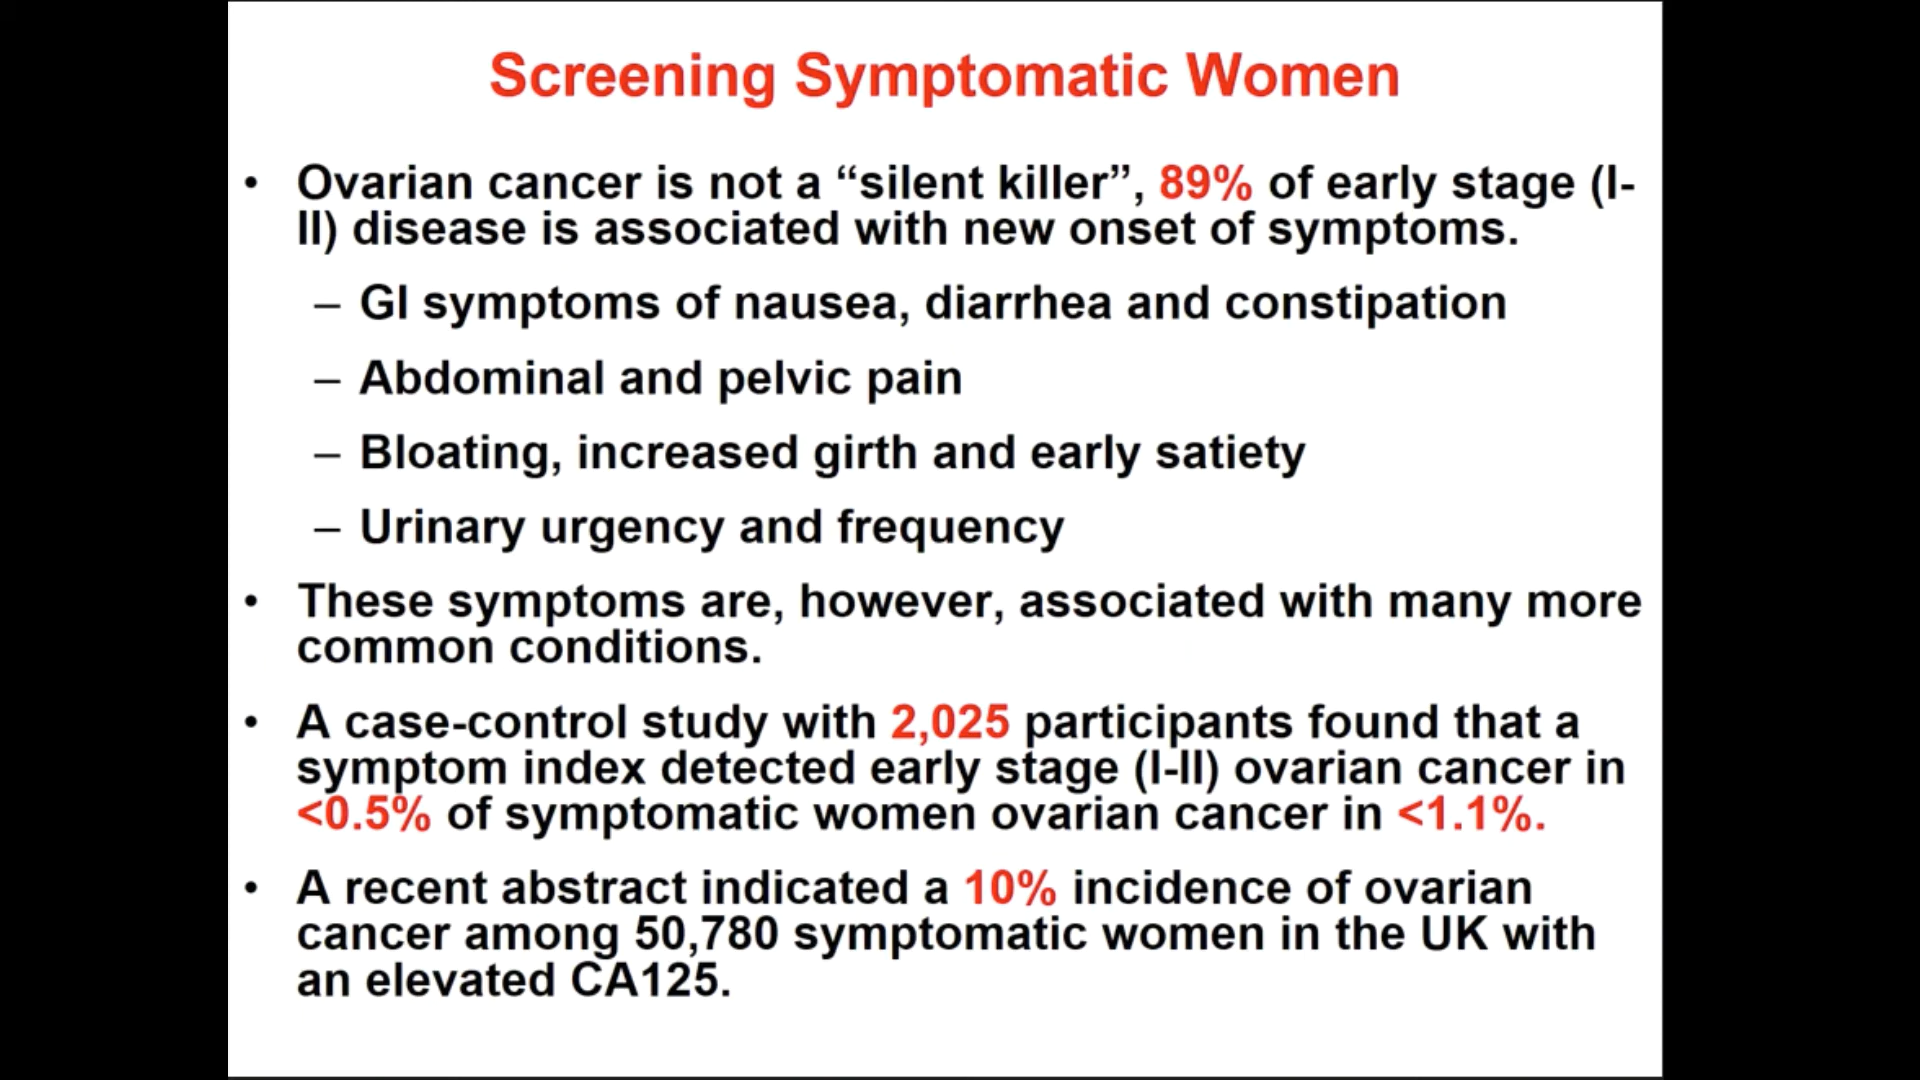 Screening Symptomatic Women
• Ovarian cancer is not a “silent killer”, 89% of early stage (I-
II) disease is associated with new onset of symptoms.
– GI symptoms of nausea, diarrhea and constipation
– Abdominal and pelvic pain
– Bloating, increased girth and early satiety
– Urinary urgency and frequency
• These symptoms are, however, associated with many more
common conditions.
• A case-control study with 2,025 participants found that a
symptom index detected early stage (I-II) ovarian cancer in
<0.5% of symptomatic women ovarian cancer in <1.1%.
• A recent abstract indicated a 10% incidence of ovarian
cancer among 50,780 symptomatic women in the UK with
an elevated CA125.